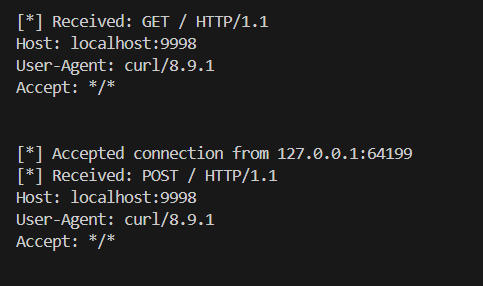 [*] Received: GET / HTTP/1.1
Host: localhost:9998
User-Agent: curl/8.9.1
Accept: */*
[*] Accepted connection from 127.0.0.1:64199
[*] Received: POST / HTTP/1.1
Host: localhost:9998
User-Agent: curl/8.9.1
Accept: */*